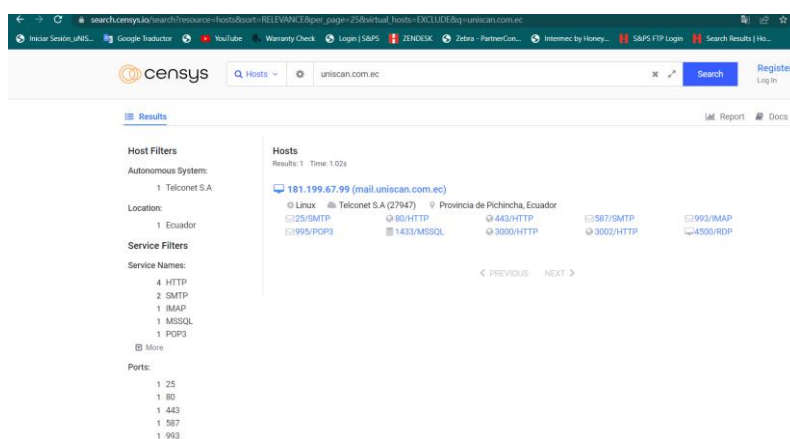 search.censys.io/search?resource=hosts&sort=RELEVANCE&per_page=25&virtual_hosts=EXCLUDE&q=uniscan.com.ec
Iniciar Sesión_uNIS... Google Traductor YouTube Warranty Check Login | S&PS ZENDESK Zebra - PartnerCon... Intermec by Honey... S&PS FTP Login Search Results | Ho...
censys Hosts uniscan.com.ec Search Registe
Log In
Results Report Docs
Host Filters
Autonomous System:
1 Telconet S.A
Location:
1 Ecuador
Service Filters
Service Names:
4 HTTP
2 SMTP
1 IMAP
1 MSSQL
1 POP3
More
Ports:
1 25
1 80
1 443
1 587
1 993
Hosts
Results: 1 Time: 1.02s
181.199.67.99 (mail.uniscan.com.ec)
Linux Telconet S.A (27947) Provincia de Pichincha, Ecuador
25/SMTP 80/HTTP 443/HTTP 587/SMTP 993/IMAP
995/POP3 1433/MSSQL 3000/HTTP 3002/HTTP 4500/RDP
PREVIOUS NEXT